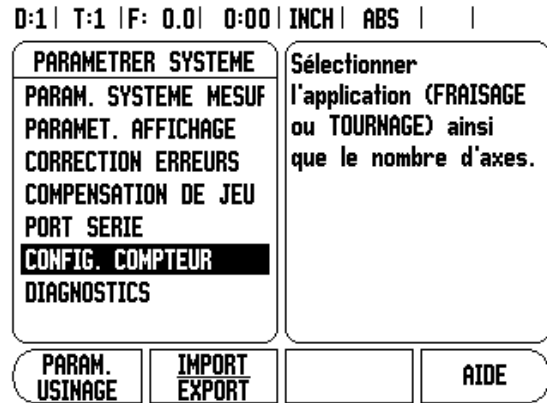 D:1 | T:1 | F: 0.0 | 0:00 | INCH | ABS | |
PARAMETRER SYSTEME
PARAM. SYSTEME MESUR
PARAMET. AFFICHAGE
CORRECTION ERREURS
COMPENSATION DE JEU
PORT SERIE
CONFIG. COMPTEUR
DIAGNOSTICS
Sélectionner
l'application (FRAISAGE
ou TOURNAGE) ainsi
que le nombre d'axes.
PARAM.
USINAGE
IMPORT
EXPORT
AIDE